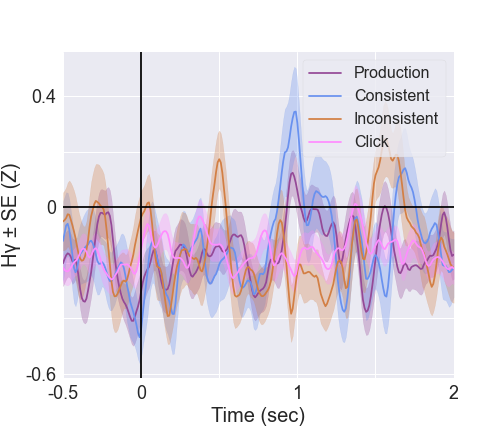 Production
Consistent
Inconsistent
Click
0.4
0
-0.6
Hγ ± SE (Z)
-0.5 0 1 2
Time (sec)